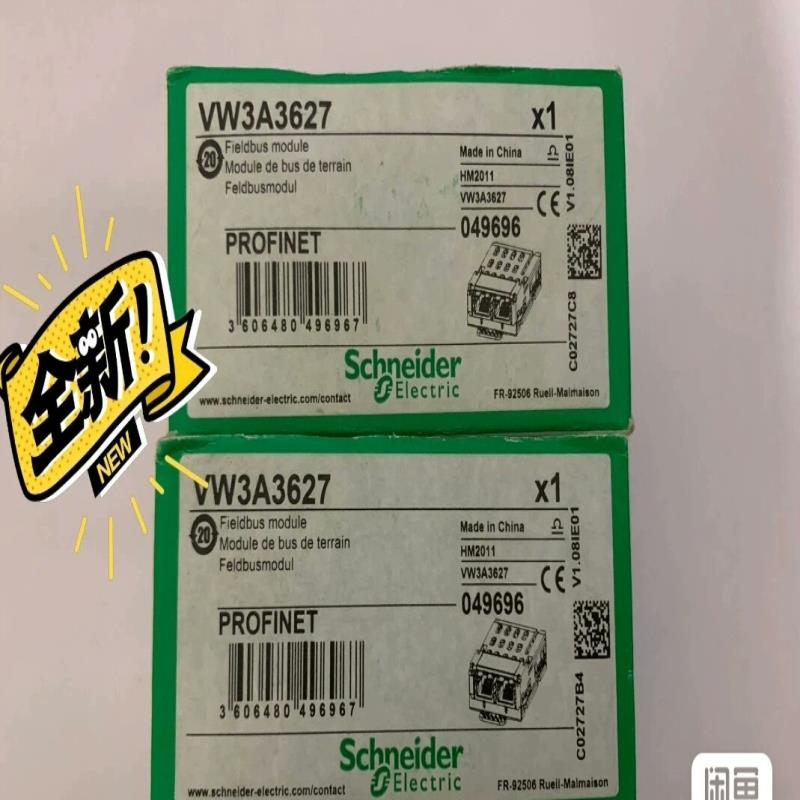 VW3A3627 x1
20
Fieldbus module
Module de bus de terrain
Feldbusmodul
Made in China
HM2011
VW3A3627
CE
049696
V1.08IE01
PROFINET
3 606480 496967
C02727C8
Schneider
Electric
www.schneider-electric.com/contact
FR-92506 Rueil-Malmaison
全新!
NEW
VW3A3627 x1
20
Fieldbus module
Module de bus de terrain
Feldbusmodul
Made in China
HM2011
VW3A3627
CE
049696
V1.08IE01
PROFINET
3 606480 496967
C02727B4
Schneider
Electric
www.schneider-electric.com/contact
FR-92506 Rueil-Malmaison
闲鱼